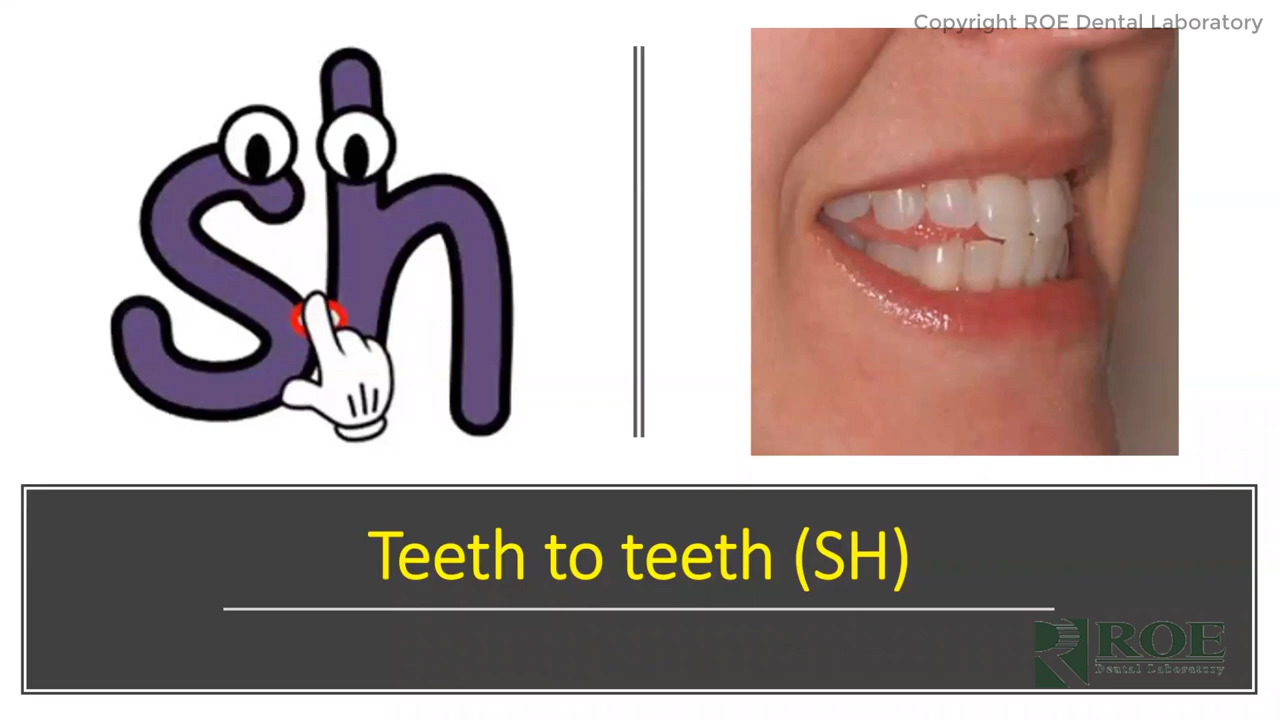 Copyright ROE Dental Laboratory
sh
Teeth to teeth (SH)
ROE
Dental Laboratory